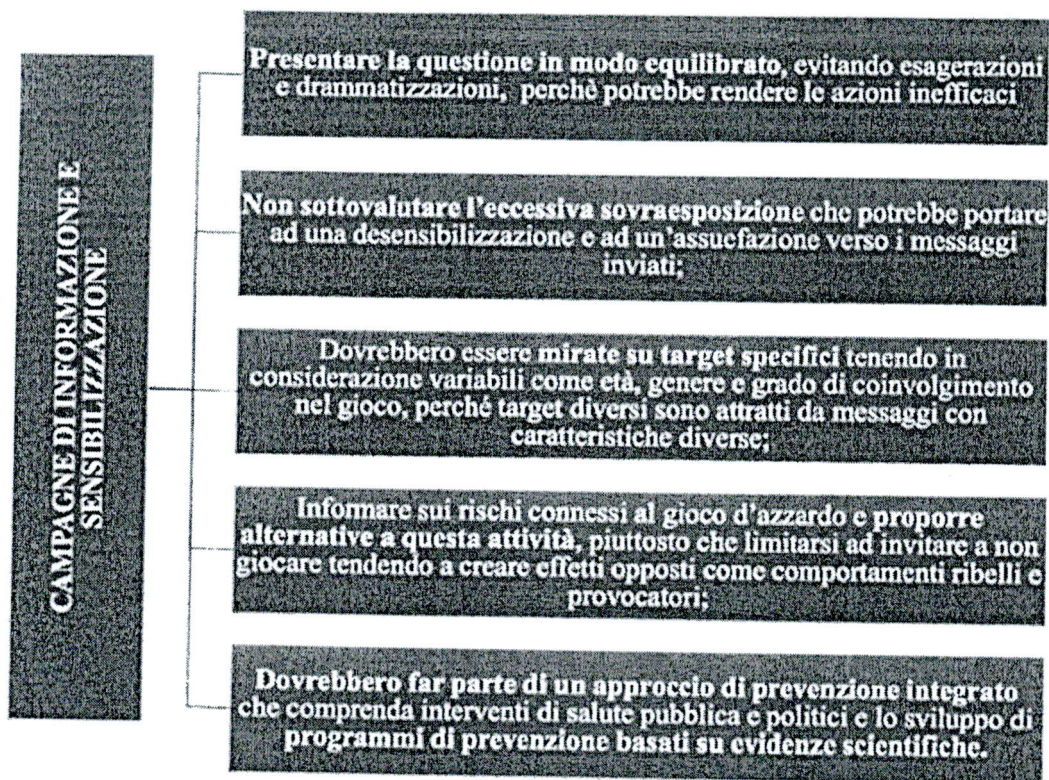 CAMPAGNE DI INFORMAZIONE E
SENSIBILIZZAZIONE
Presentare la questione in modo equilibrato, evitando esagerazioni
e drammatizzazioni, perchè potrebbe rendere le azioni inefficaci
Non sottovalutare l'eccessiva sovraesposizione che potrebbe portare
ad una desensibilizzazione e ad un'assuefazione verso i messaggi
inviati;
Dovrebbero essere mirate su target specifici tenendo in
considerazione variabili come età, genere e grado di coinvolgimento
nel gioco, perché target diversi sono attratti da messaggi con
caratteristiche diverse;
Informare sui rischi connessi al gioco d'azzardo e proporre
alternative a questa attività, piuttosto che limitarsi ad invitare a non
giocare tendendo a creare effetti opposti come comportamenti ribelli e
provocatori;
Dovrebbero far parte di un approccio di prevenzione integrato
che comprenda interventi di salute pubblica e politici e lo sviluppo di
programmi di prevenzione basati su evidenze scientifiche.